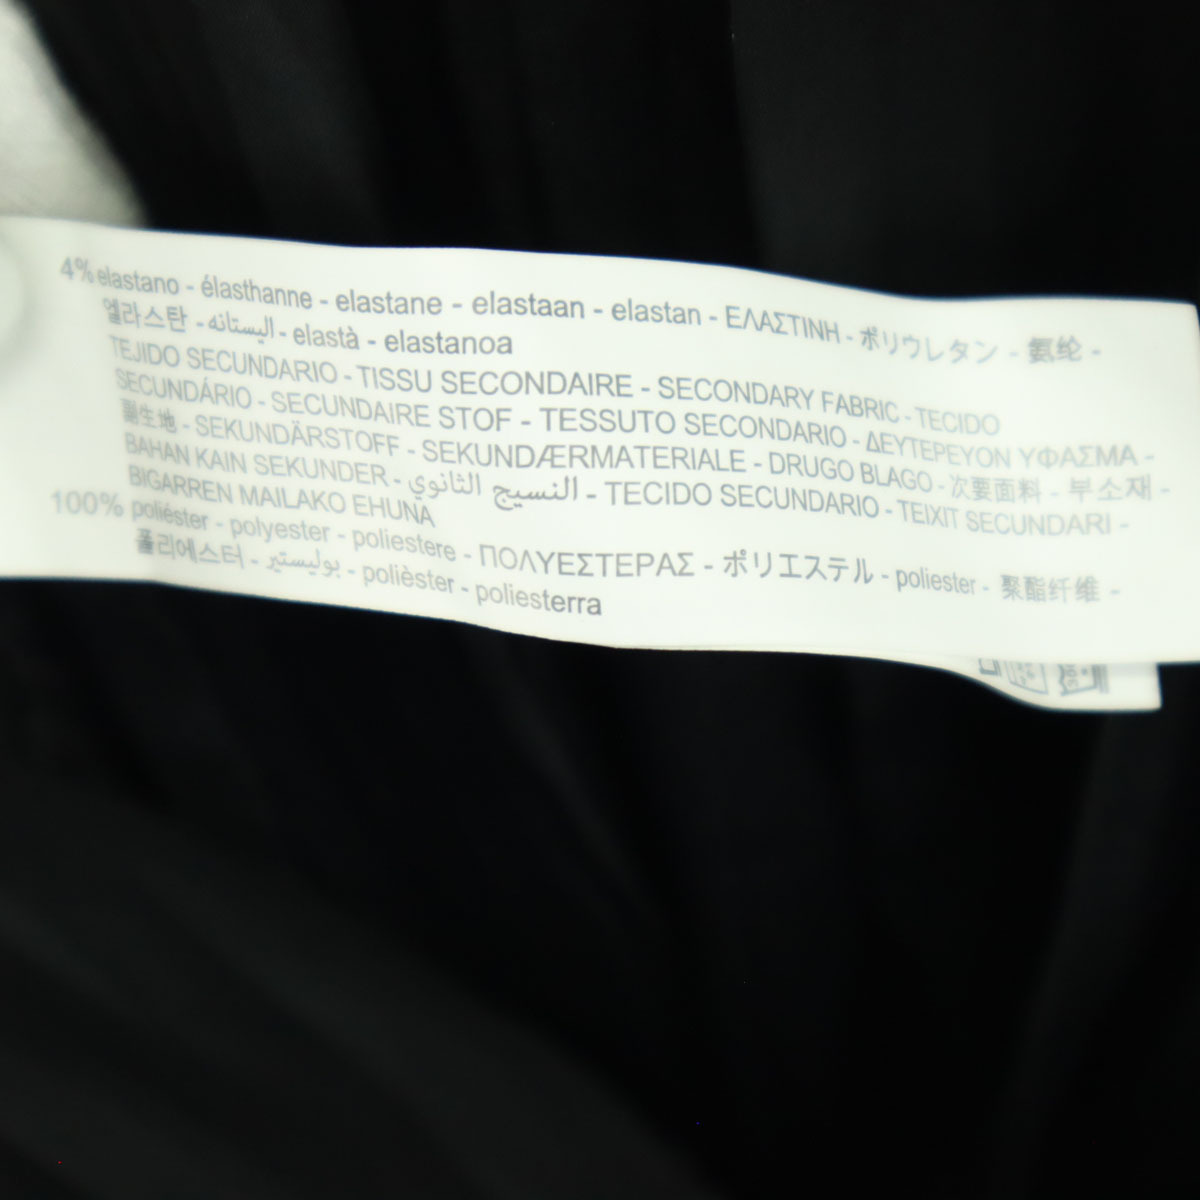 4% elastano - élasthanne - elastane - elastaan - elastan - ΕΛΑΣΤΙΝΗ - ポリウレタン - 氨纶 -
엘라스탄 - اليستانه - elastà - elastanoa
TEJIDO SECUNDARIO - TISSU SECONDAIRE - SECONDARY FABRIC - TECIDO
SECUNDÁRIO - SECUNDAIRE STOF - TESSUTO SECONDARIO - ΔΕΥΤΕΡΕΥΟΝ ΥΦΑΣΜΑ -
副生地 - SEKUNDÄRSTOFF - SEKUNDÆRMATERIALE - DRUGO BLAGO - 次要面料 - 부소재 -
BAHAN KAIN SEKUNDER - النسيج الثانوي - TECIDO SECUNDARIO - TEIXIT SECUNDARI -
BIGARREN MAILAKO EHUNA
100% poliéster - polyester - poliestere - ΠΟΛΥΕΣΤΕΡΑΣ - ポリエステル - poliester - 聚酯纤维 -
폴리에스터 - بوليستير - polièster - poliesterra